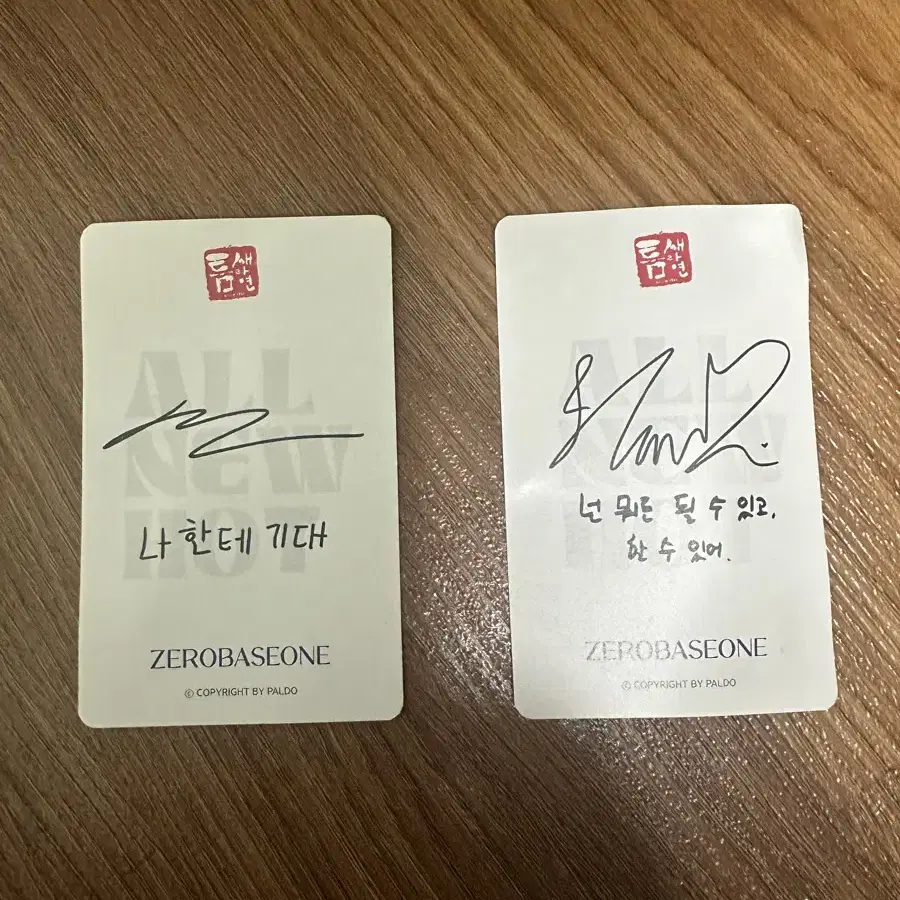 틈새라면
ALL
NEW
HOT
나한테 기대
ZEROBASEONE
© COPYRIGHT BY PALDO
틈새라면
ALL
NEW
HOT
넌 뭐든 될 수 있고,
할 수 있어.
ZEROBASEONE
© COPYRIGHT BY PALDO